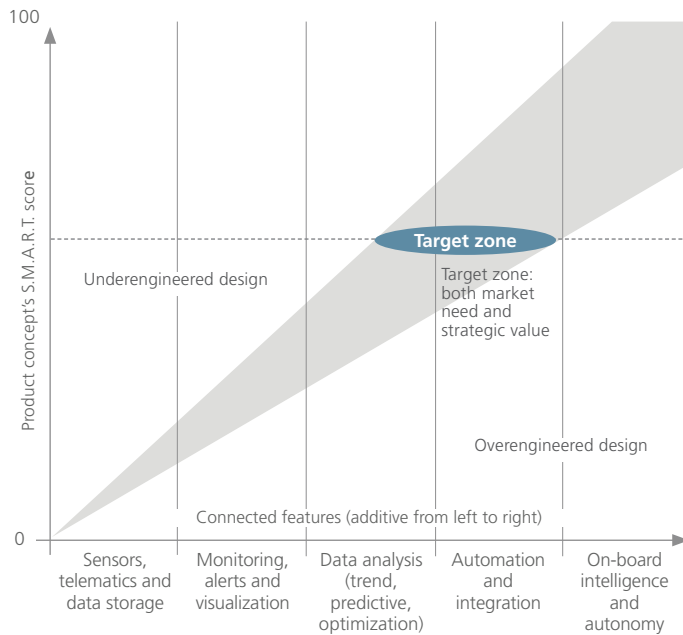 100
Product concept's S.M.A.R.T. score
Target zone
Underengineered design
Target zone:
both market
need and
strategic value
Overengineered design
Connected features (additive from left to right)
0
Sensors,
telematics and
data storage
Monitoring,
alerts and
visualization
Data analysis
(trend,
predictive,
optimization)
Automation
and
integration
On-board
intelligence
and
autonomy